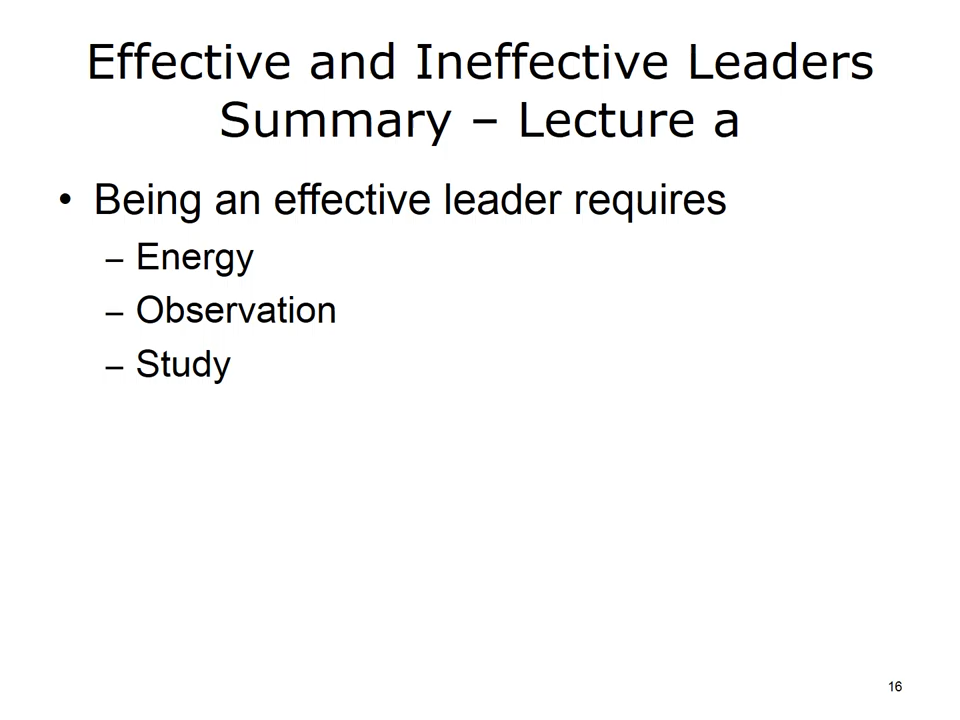 Effective and Ineffective Leaders
Summary – Lecture a
• Being an effective leader requires
– Energy
– Observation
– Study
16